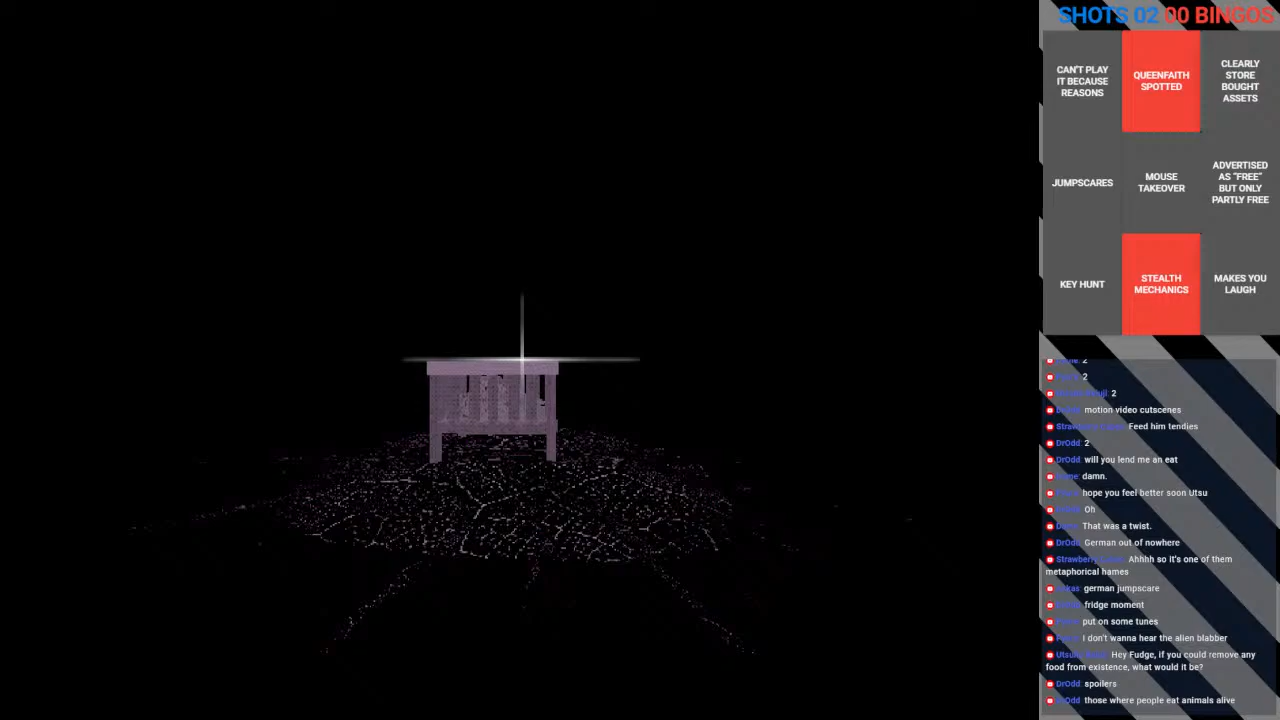 SHOTS 02 00 BINGOS
CAN'T PLAY
IT BECAUSE
REASONS
QUEENFAITH
SPOTTED
CLEARLY
STORE
BOUGHT
ASSETS
JUMPSCARES
MOUSE
TAKEOVER
ADVERTISED
AS "FREE"
BUT ONLY
PARTLY FREE
KEY HUNT
STEALTH
MECHANICS
MAKES YOU
LAUGH
2
2
2
motion video cutscenes
Feed him tendies
DrOdd: 2
DrOdd: will you lend me an eat
damn.
hope you feel better soon Utsu
Oh
That was a twist.
DrOdd: German out of nowhere
Ahhhh so it's one of them
metaphorical hames
german jumpscare
fridge moment
put on some tunes
I don't wanna hear the alien blabber
Hey Fudge, if you could remove any
food from existence, what would it be?
DrOdd: spoilers
DrOdd: those where people eat animals alive